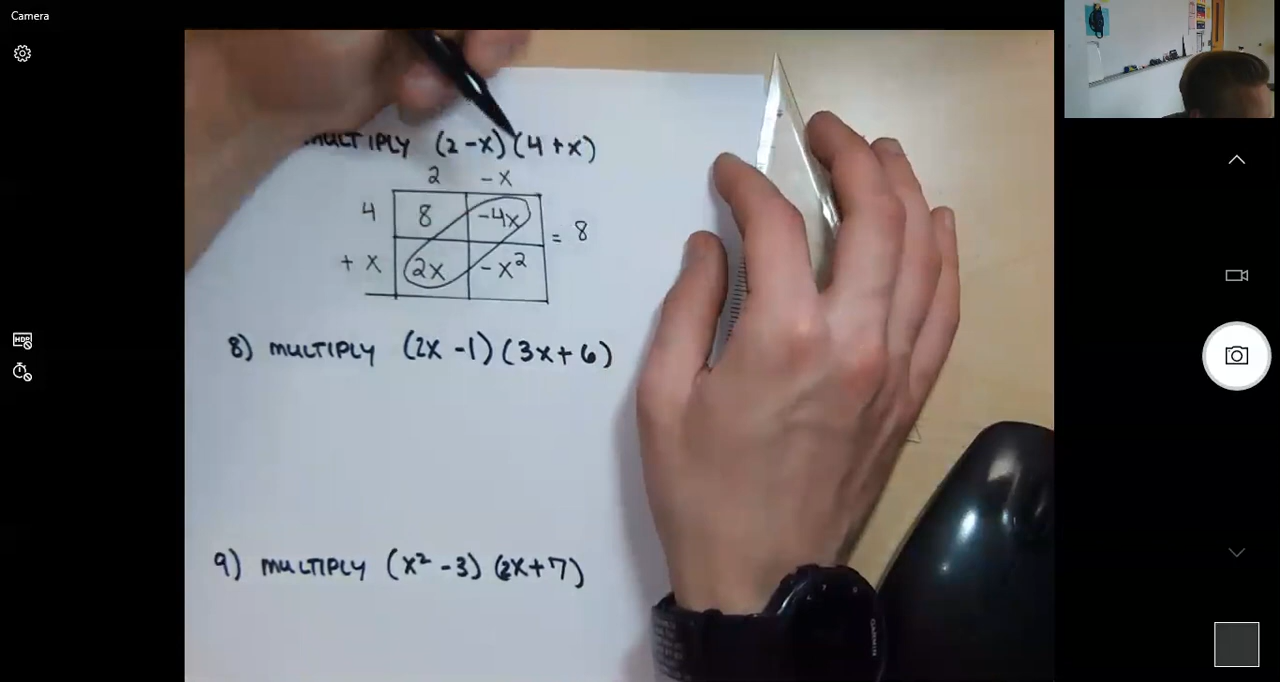 Camera
MULTIPLY (2-x)(4+x)
2 -x
4 8 -4x = 8
+ x 2x -x²
8) MULTIPLY (2x -1)(3x+6)
9) MULTIPLY (x² -3) (2x+7)
GARMIN